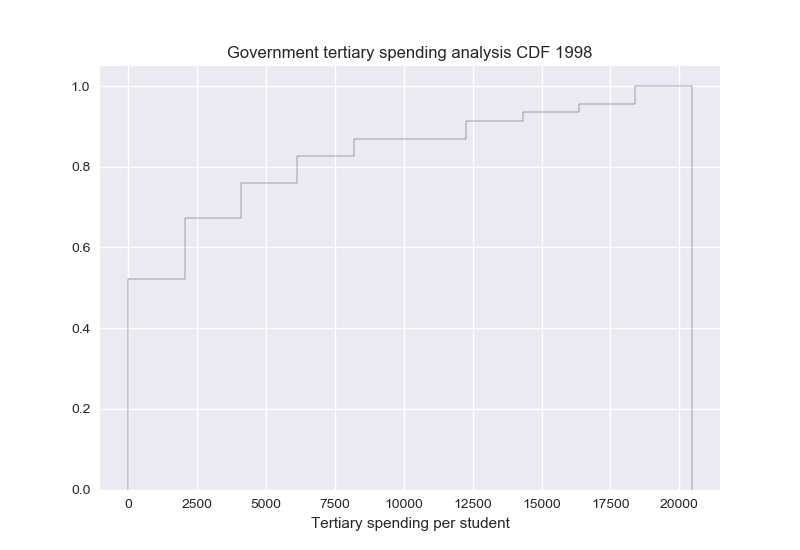 Government tertiary spending analysis CDF 1998
1.0
0.8
0.6
0.4
0.2
0.0
0 2500 5000 7500 10000 12500 15000 17500 20000
Tertiary spending per student